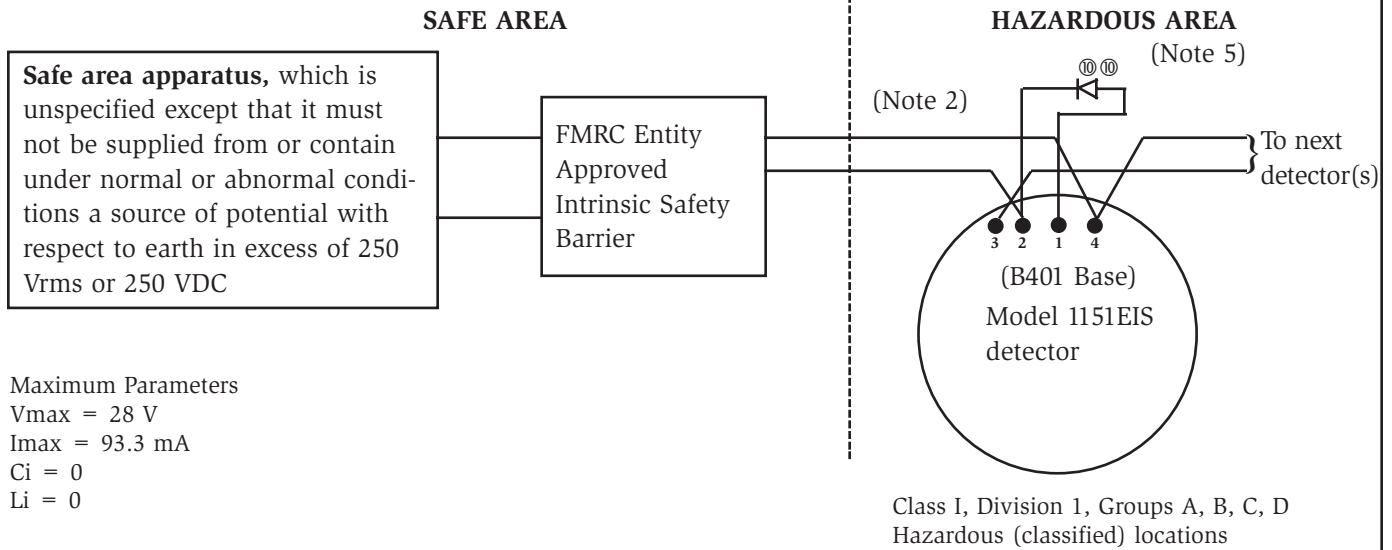 SAFE AREA
HAZARDOUS AREA
(Note 5)
Safe area apparatus, which is
unspecified except that it must
not be supplied from or contain
under normal or abnormal condi-
tions a source of potential with
respect to earth in excess of 250
Vrms or 250 VDC
FMRC Entity
Approved
Intrinsic Safety
Barrier
(Note 2)
⑩⑩
To next
detector(s)
3 2 1 4
(B401 Base)
Model 1151EIS
detector
Maximum Parameters
Vmax = 28 V
Imax = 93.3 mA
Ci = 0
Li = 0
Class I, Division 1, Groups A, B, C, D
Hazardous (classified) locations